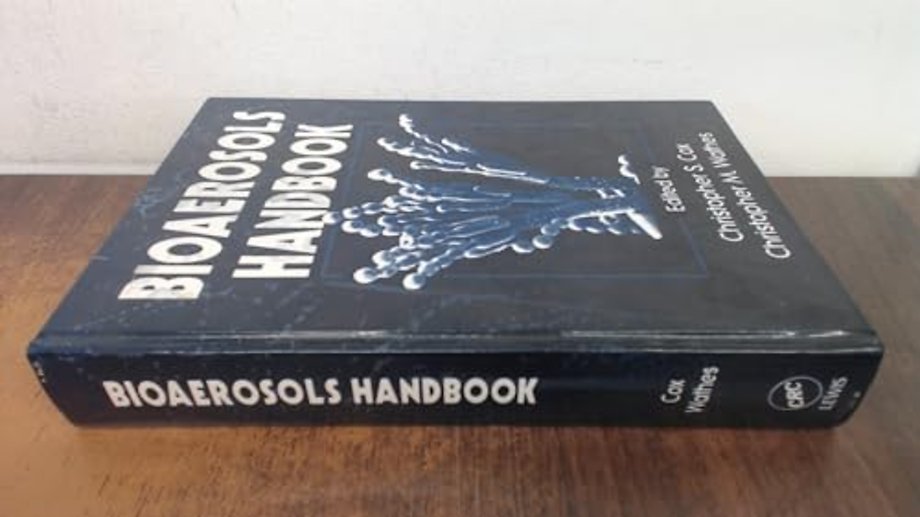 BIOAEROSOLS
HANDBOOK
Edited by
Christopher S. Cox
Christopher M. Wathes
BIOAEROSOLS HANDBOOK
Cox
Wathes
CRC
LEWIS